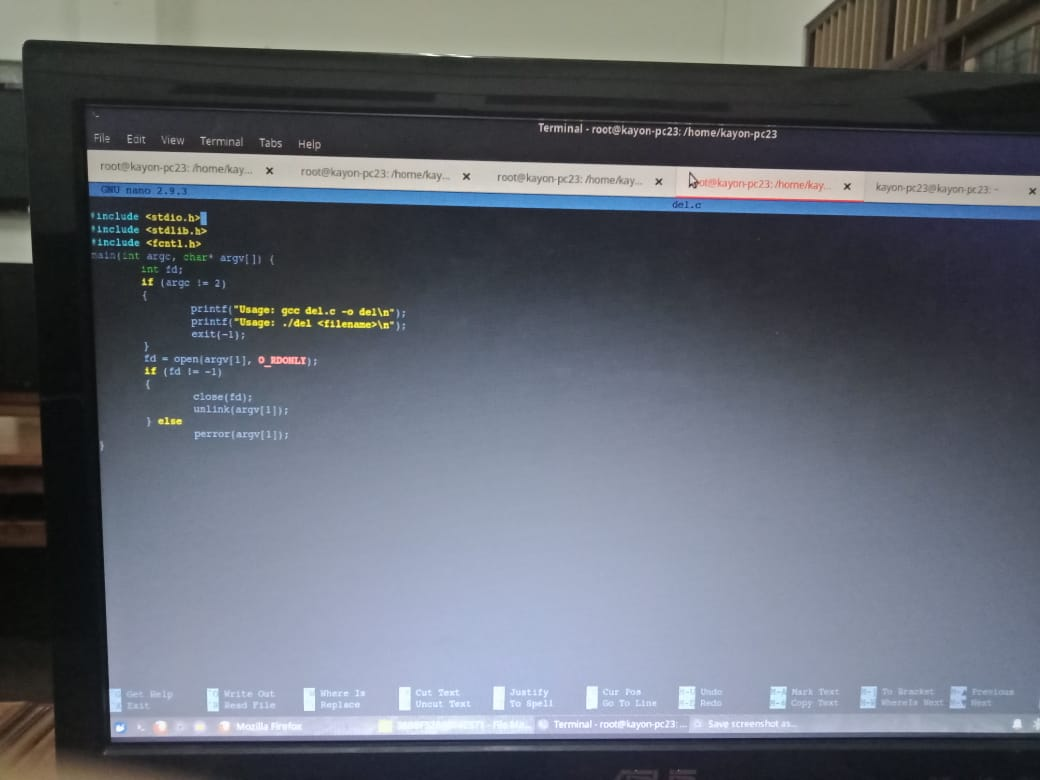 Terminal - root@kayon-pc23: /home/kayon-pc23
File Edit View Terminal Tabs Help
root@kayon-pc23: /home/kay... × root@kayon-pc23: /home/kay... × root@kayon-pc23: /home/kay... × ot@kayon-pc23: /home/kay... × kayon-pc23@kayon-pc23: ~ ×
GNU nano 2.9.3 del.c
#include <stdio.h>
#include <stdlib.h>
#include <fcntl.h>
main(int argc, char* argv[]) {
int fd;
if (argc != 2)
{
printf("Usage: gcc del.c -o del\n");
printf("Usage: ./del <filename>\n");
exit(-1);
}
fd = open(argv[1], O_RDONLY);
if (fd != -1)
{
close(fd);
unlink(argv[1]);
} else
perror(argv[1]);
}
Get Help Write Out Where Is Cut Text Justify Cur Pos M-U Undo M-A Mark Text To Bracket Previous
Exit Read File Replace Uncut Text To Spell Go To Line M-E Redo M-6 Copy Text WhereIs Next Next
Mozilla Firefox - File Ma... Terminal - root@kayon-pc23: ... Save screenshot as...
ASUS